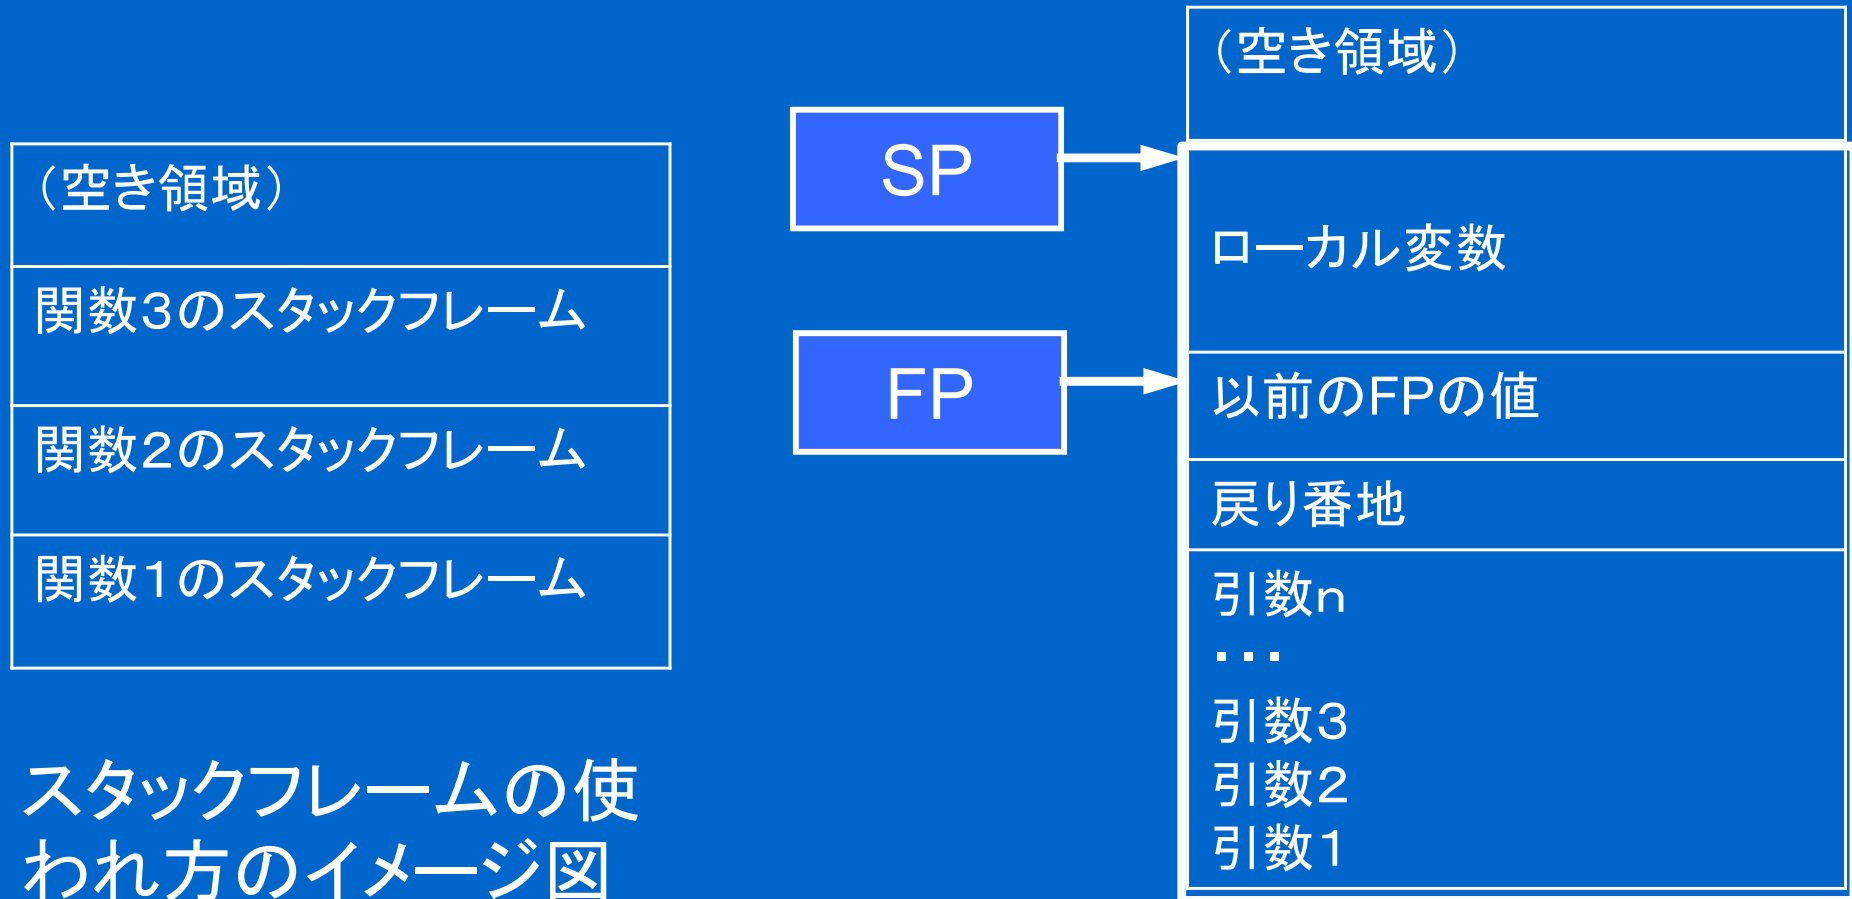 （空き領域）
関数３のスタックフレーム
関数２のスタックフレーム
関数１のスタックフレーム
スタックフレームの使
われ方のイメージ図
SP
FP
（空き領域）
ローカル変数
以前のFPの値
戻り番地
引数ｎ
・・・
引数３
引数２
引数１